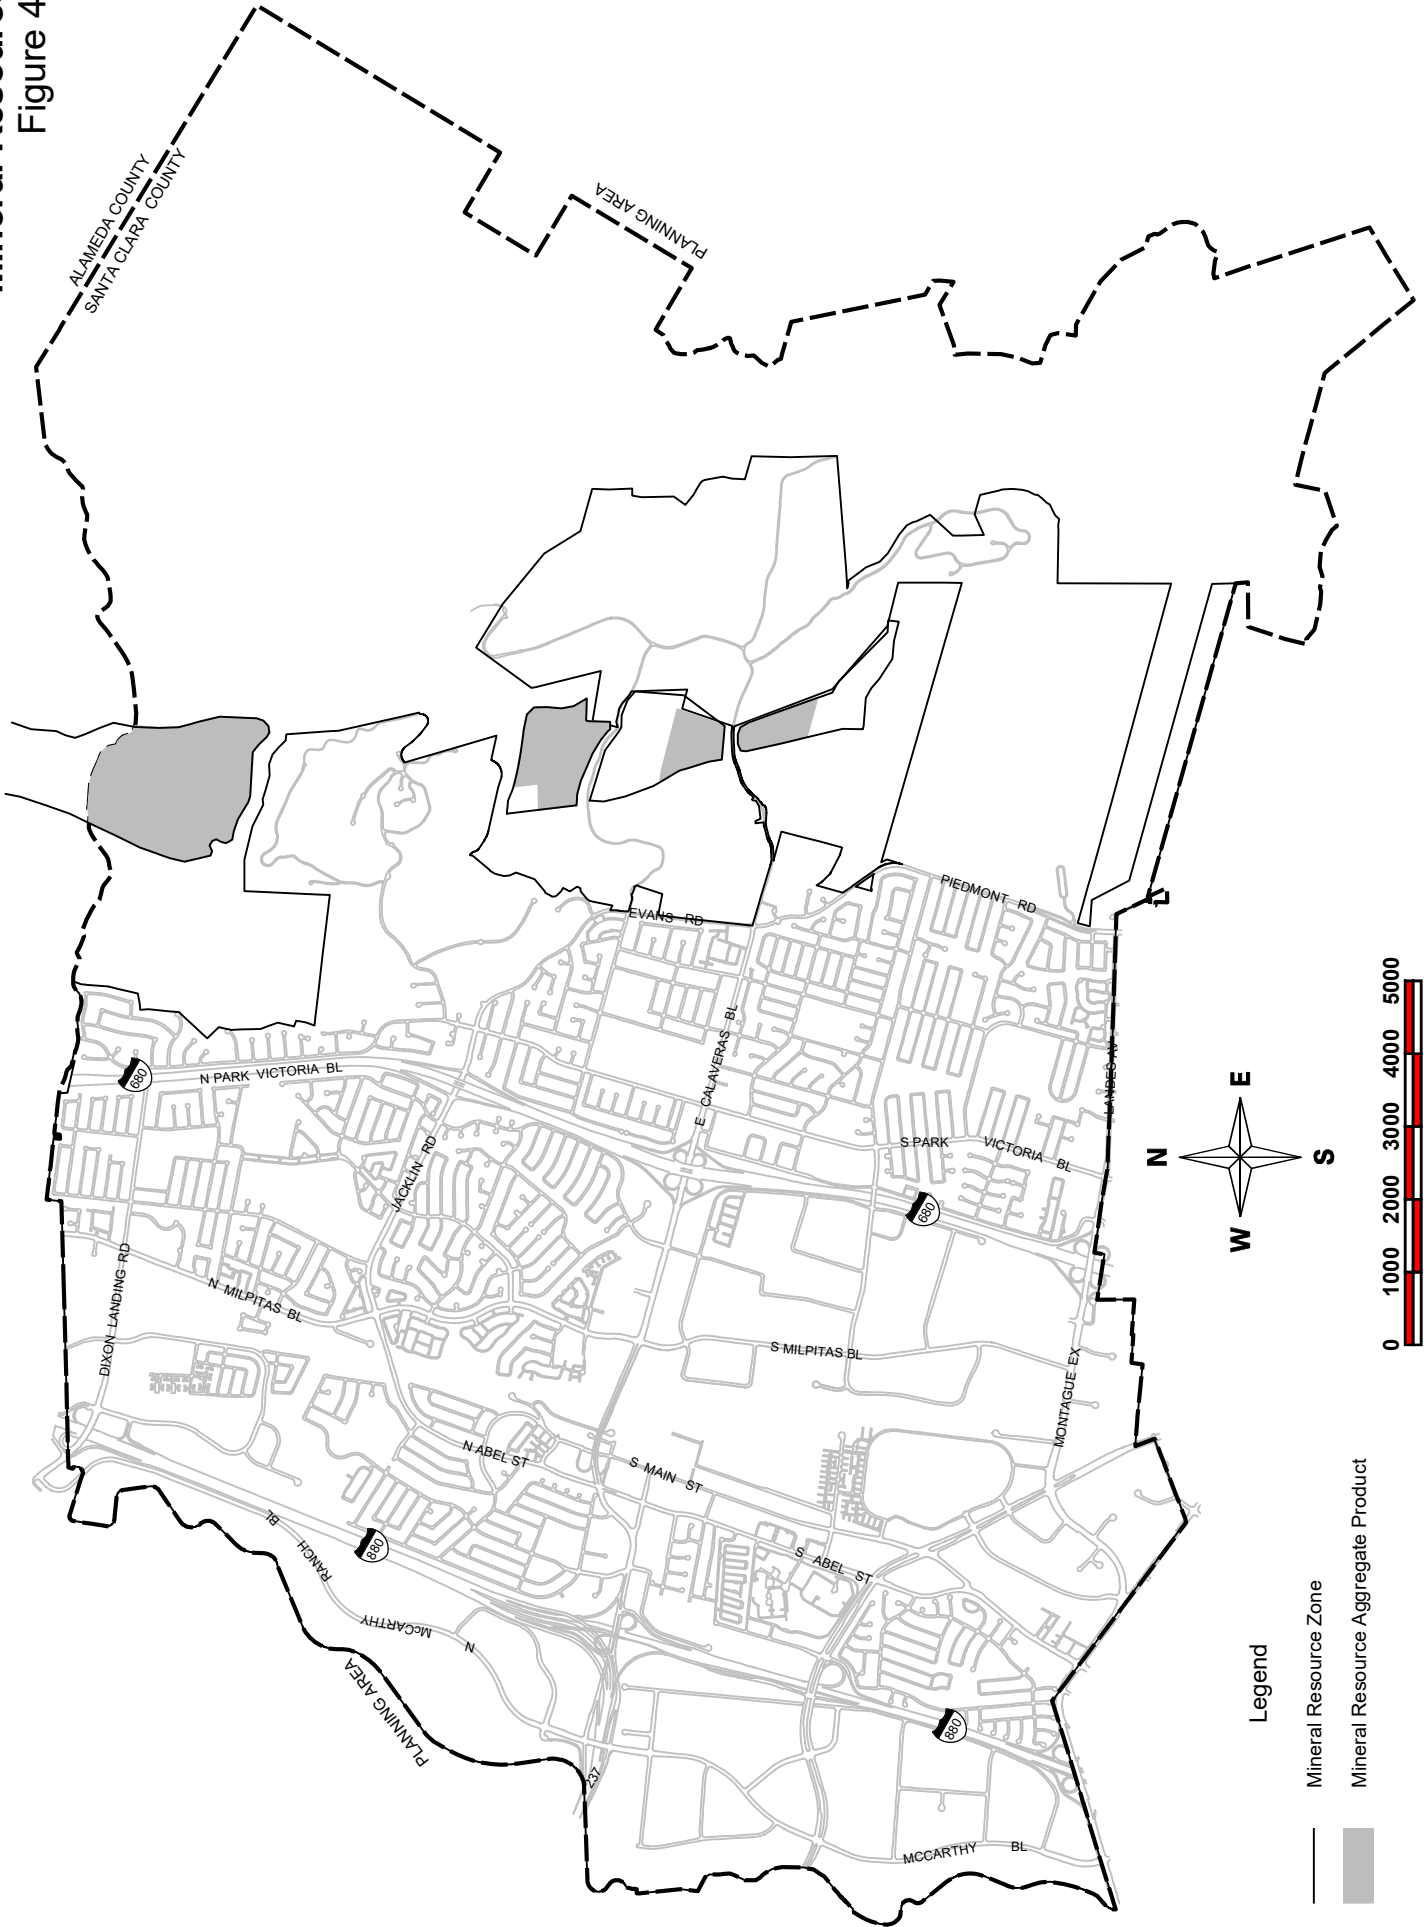 Figure 4
ALAMEDA COUNTY
SANTA CLARA COUNTY
PLANNING AREA
EVANS RD
PIEDMONT RD
680
N PARK VICTORIA BL
E CALAVERAS BL
LANDES AV
JACKLIN RD
S PARK VICTORIA BL
680
DIXON LANDING RD
N MILPITAS BL
S MILPITAS BL
MONTAGUE EX
N ABEL ST
S MAIN ST
S ABEL ST
880
N McCARTHY RANCH BL
PLANNING AREA
237
880
MCCARTHY BL
N
E
S
W
0 1000 2000 3000 4000 5000
Legend
Mineral Resource Zone
Mineral Resource Aggregate Product